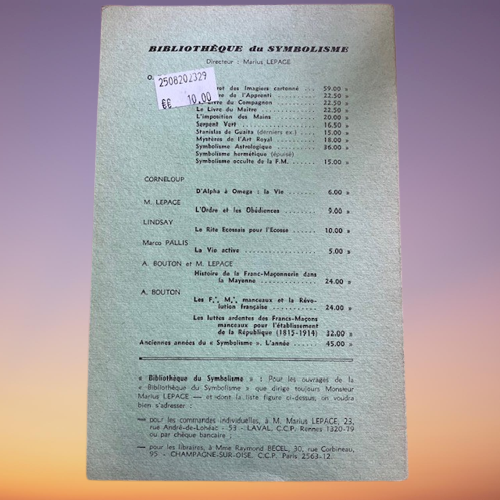 BIBLIOTHÈQUE du SYMBOLISME
Directeur : Marius LEPAGE
O.
2508202329
€€ 10,00
des Imagiers cartonné ... 59.00 »
de l'Apprenti ........ 22.50 »
Livre du Compagnon ....... 22.50 »
Le Livre du Maître ............ 22.50 »
L'imposition des Mains ........ 20.00 »
Serpent Vert ................ 16.50 »
Stanislas de Guaita (derniers ex.) 15.00 »
Mystères de l'Art Royal ........ 18.00 »
Symbolisme Astrologique ...... 36.00 »
Symbolisme hermétique (épuisé)
Symbolisme occulte de la F.M. 15.00 »
CORNELOUP
D'Alpha à Oméga : la Vie ........ 6.00 »
M. LEPAGE
L'Ordre et les Obédiences ........ 9.00 »
LINDSAY
Le Rite Ecossais pour l'Ecosse .... 10.00 »
Marco PALLIS
La Vie active .................... 5.00 »
A. BOUTON et M. LEPAGE
Histoire de la Franc-Maçonnerie dans
la Mayenne .................. 24.00 »
A. BOUTON
Les F∴ M∴ manceaux et la Révo-
lution française ................ 24.00 »
Les luttes ardentes des Francs-Maçons
manceaux pour l'établissement
de la République (1815-1914) 32.00 »
Anciennes années du « Symbolisme ». L'année ...... 45.00 »
« Bibliothèque du Symbolisme » : Pour les ouvrages de la
« Bibliothèque du Symbolisme » que dirige toujours Monsieur
Marius LEPAGE — et dont la liste figure ci-dessus, on voudra
bien s'adresser :
— pour les commandes individuelles, à M. Marius LEPAGE, 23,
rue André-de-Lohéac - 53 - LAVAL, C.C.P. Rennes 1320-79
ou par chèque bancaire
— pour les libraires, à Mme Raymond BECEL, 30, rue Corbineau,
95 - CHAMPAGNE-SUR-OISE, C.C.P. Paris 2563-12